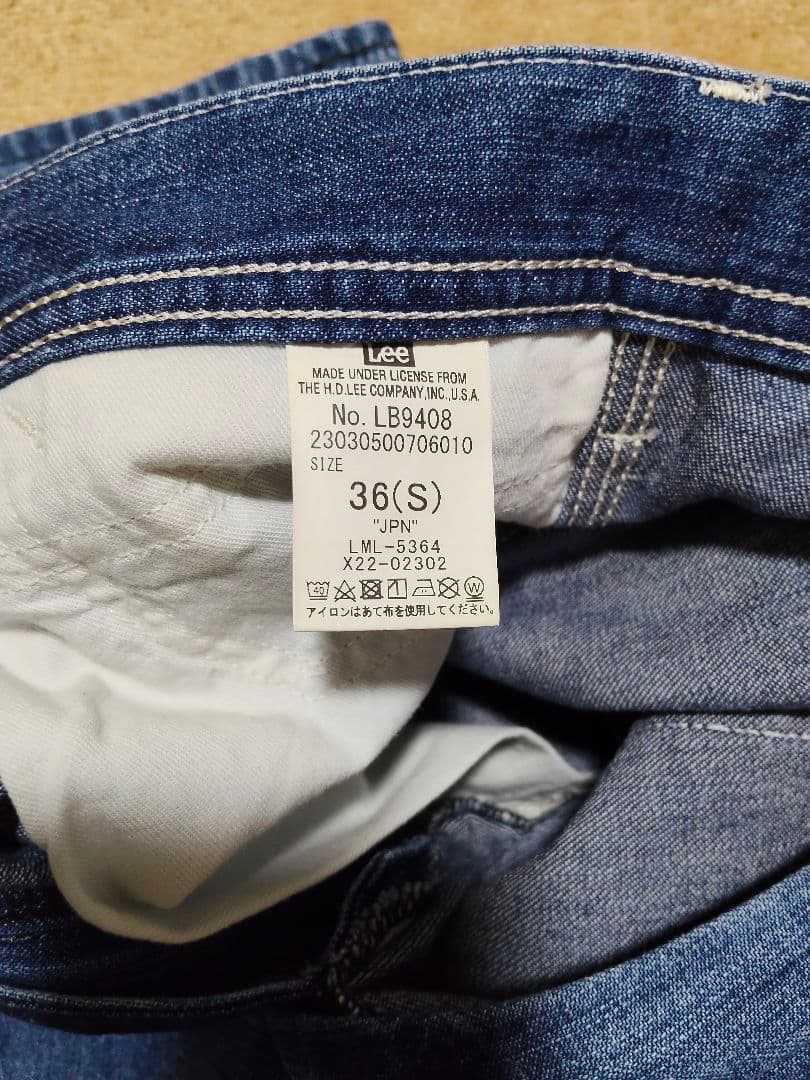 Lee
MADE UNDER LICENSE FROM
THE H.D.LEE COMPANY,INC.,U.S.A.
No. LB9408
23030500706010
SIZE
36(S)
"JPN"
LML-5364
X22-02302
40 W
アイロンはあて布を使用してください。